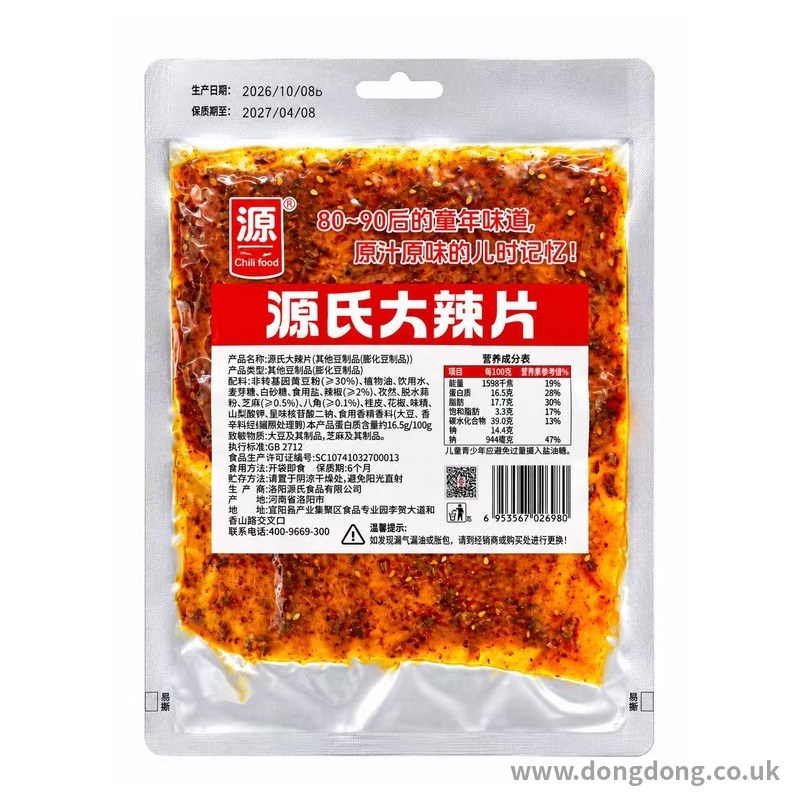 生产日期: 2026/10/08b
保质期至: 2027/04/08
源®
Chili food
80~90后的童年味道,
原汁原味的儿时记忆!
源氏大辣片
产品名称:源氏大辣片(其他豆制品(膨化豆制品))
产品类型:其他豆制品(膨化豆制品)
配料:非转基因黄豆粉(≥30%)、植物油、饮用水、
麦芽糖、白砂糖、食用盐、辣椒(≥2%)、孜然、脱水蒜
粉、芝麻(≥0.5%)、八角(≥0.1%)、桂皮、花椒、味精、
山梨酸钾、呈味核苷酸二钠、食用香精香料(大豆、香
辛料经辐照处理)本产品蛋白质含量约16.5g/100g
致敏物质:大豆及其制品,芝麻及其制品。
执行标准:GB 2712
食品生产许可证编号:SC10741032700013
食用方法:开袋即食 保质期:6个月
贮存方法:请置于阴凉干燥处,避免阳光直射
生 产 商:洛阳源氏食品有限公司
产 地:河南省洛阳市
地 址:宜阳县产业集聚区食品专业园李贺大道和
香山路交叉口
联系电话:400-9669-300
营养成分表
项目 每100克 营养素参考值%
能量 1598千焦 19%
蛋白质 16.5克 28%
脂肪 17.7克 30%
饱和脂肪 3.3克 17%
碳水化合物 39.0克 13%
14.4克
钠 944毫克 47%
儿童青少年应避免过量摄入盐油糖。
6 953567 026980
温馨提示:
如发现漏气漏油或胀包,请到经销商或购买处进行更换!
易撕
易撕
www.dongdong.co.uk